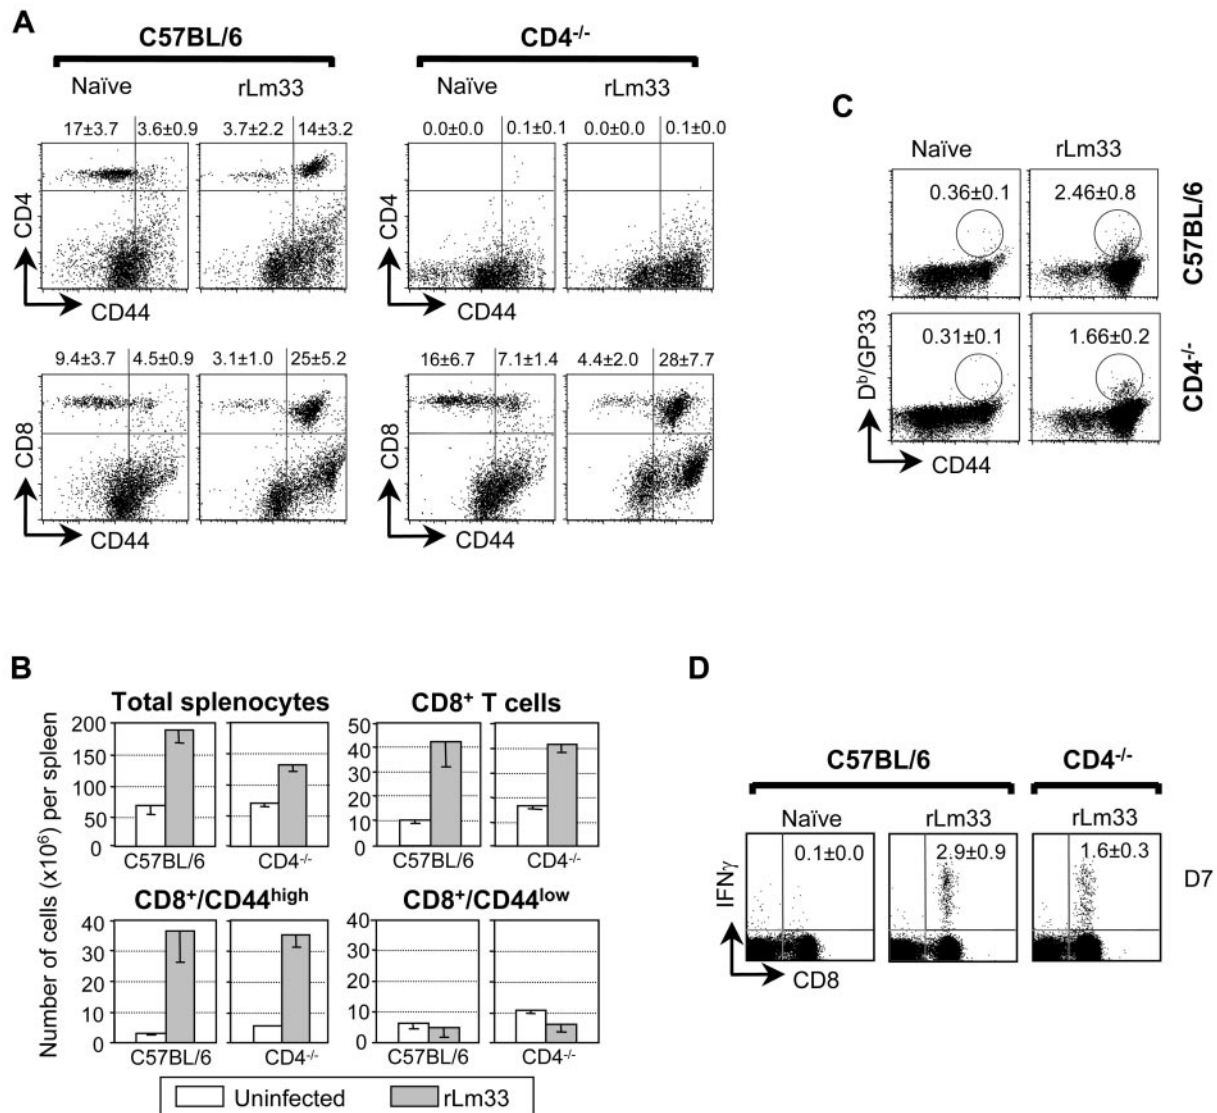 A
C57BL/6
CD4-/-
Naïve
rLm33
Naïve
rLm33
17±3.7
3.6±0.9
3.7±2.2
14±3.2
0.0±0.0
0.1±0.1
0.0±0.0
0.1±0.0
CD4
CD4
CD44
CD44
9.4±3.7
4.5±0.9
3.1±1.0
25±5.2
16±6.7
7.1±1.4
4.4±2.0
28±7.7
CD8
CD8
CD44
CD44
C
Naïve
rLm33
0.36±0.1
2.46±0.8
C57BL/6
0.31±0.1
1.66±0.2
CD4-/-
Db/GP33
CD44
B
Number of cells (x10⁶) per spleen
Total splenocytes
200
150
100
50
0
C57BL/6
CD4-/-
CD8+ T cells
50
40
30
20
10
0
C57BL/6
CD4-/-
CD8+/CD44high
40
30
20
10
0
C57BL/6
CD4-/-
CD8+/CD44low
40
30
20
10
0
C57BL/6
CD4-/-
Uninfected
rLm33
D
C57BL/6
CD4-/-
Naïve
rLm33
rLm33
0.1±0.0
2.9±0.9
1.6±0.3
D7
IFNγ
CD8